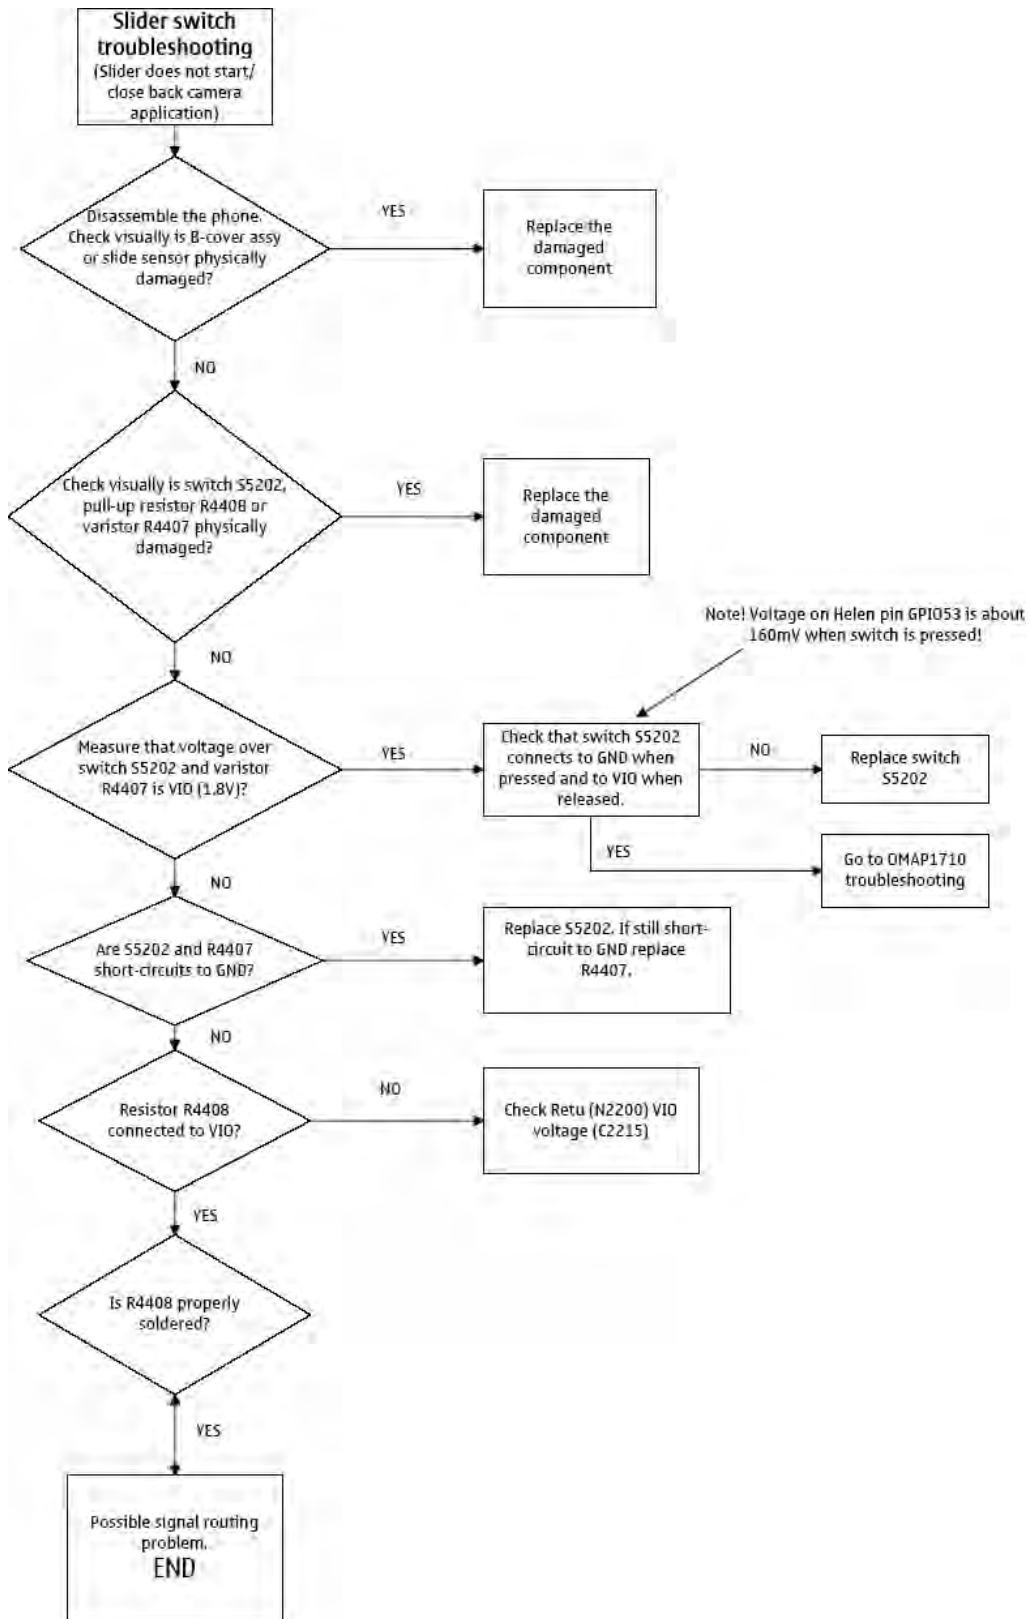 Slider switch
troubleshooting
(Slider does not start/
close back camera
application)
Disassemble the phone.
Check visually is B-cover assy
or slide sensor physically
damaged?
YES
Replace the
damaged
component
NO
Check visually is switch S5202,
pull-up resistor R4408 or
varistor R4407 physically
damaged?
YES
Replace the
damaged
component
Note! Voltage on Helen pin GPIO53 is about
160mV when switch is pressed!
NO
Measure that voltage over
switch S5202 and varistor
R4407 is VIO (1.8V)?
YES
Check that switch S5202
connects to GND when
pressed and to VIO when
released.
NO
Replace switch
S5202
YES
Go to OMAP1710
troubleshooting
NO
Are S5202 and R4407
short-circuits to GND?
YES
Replace S5202. If still short-
circuit to GND replace
R4407.
NO
Resistor R4408
connected to VIO?
NO
Check Retu (N2200) VIO
voltage (C2215)
YES
Is R4408 properly
soldered?
YES
Possible signal routing
problem.
END